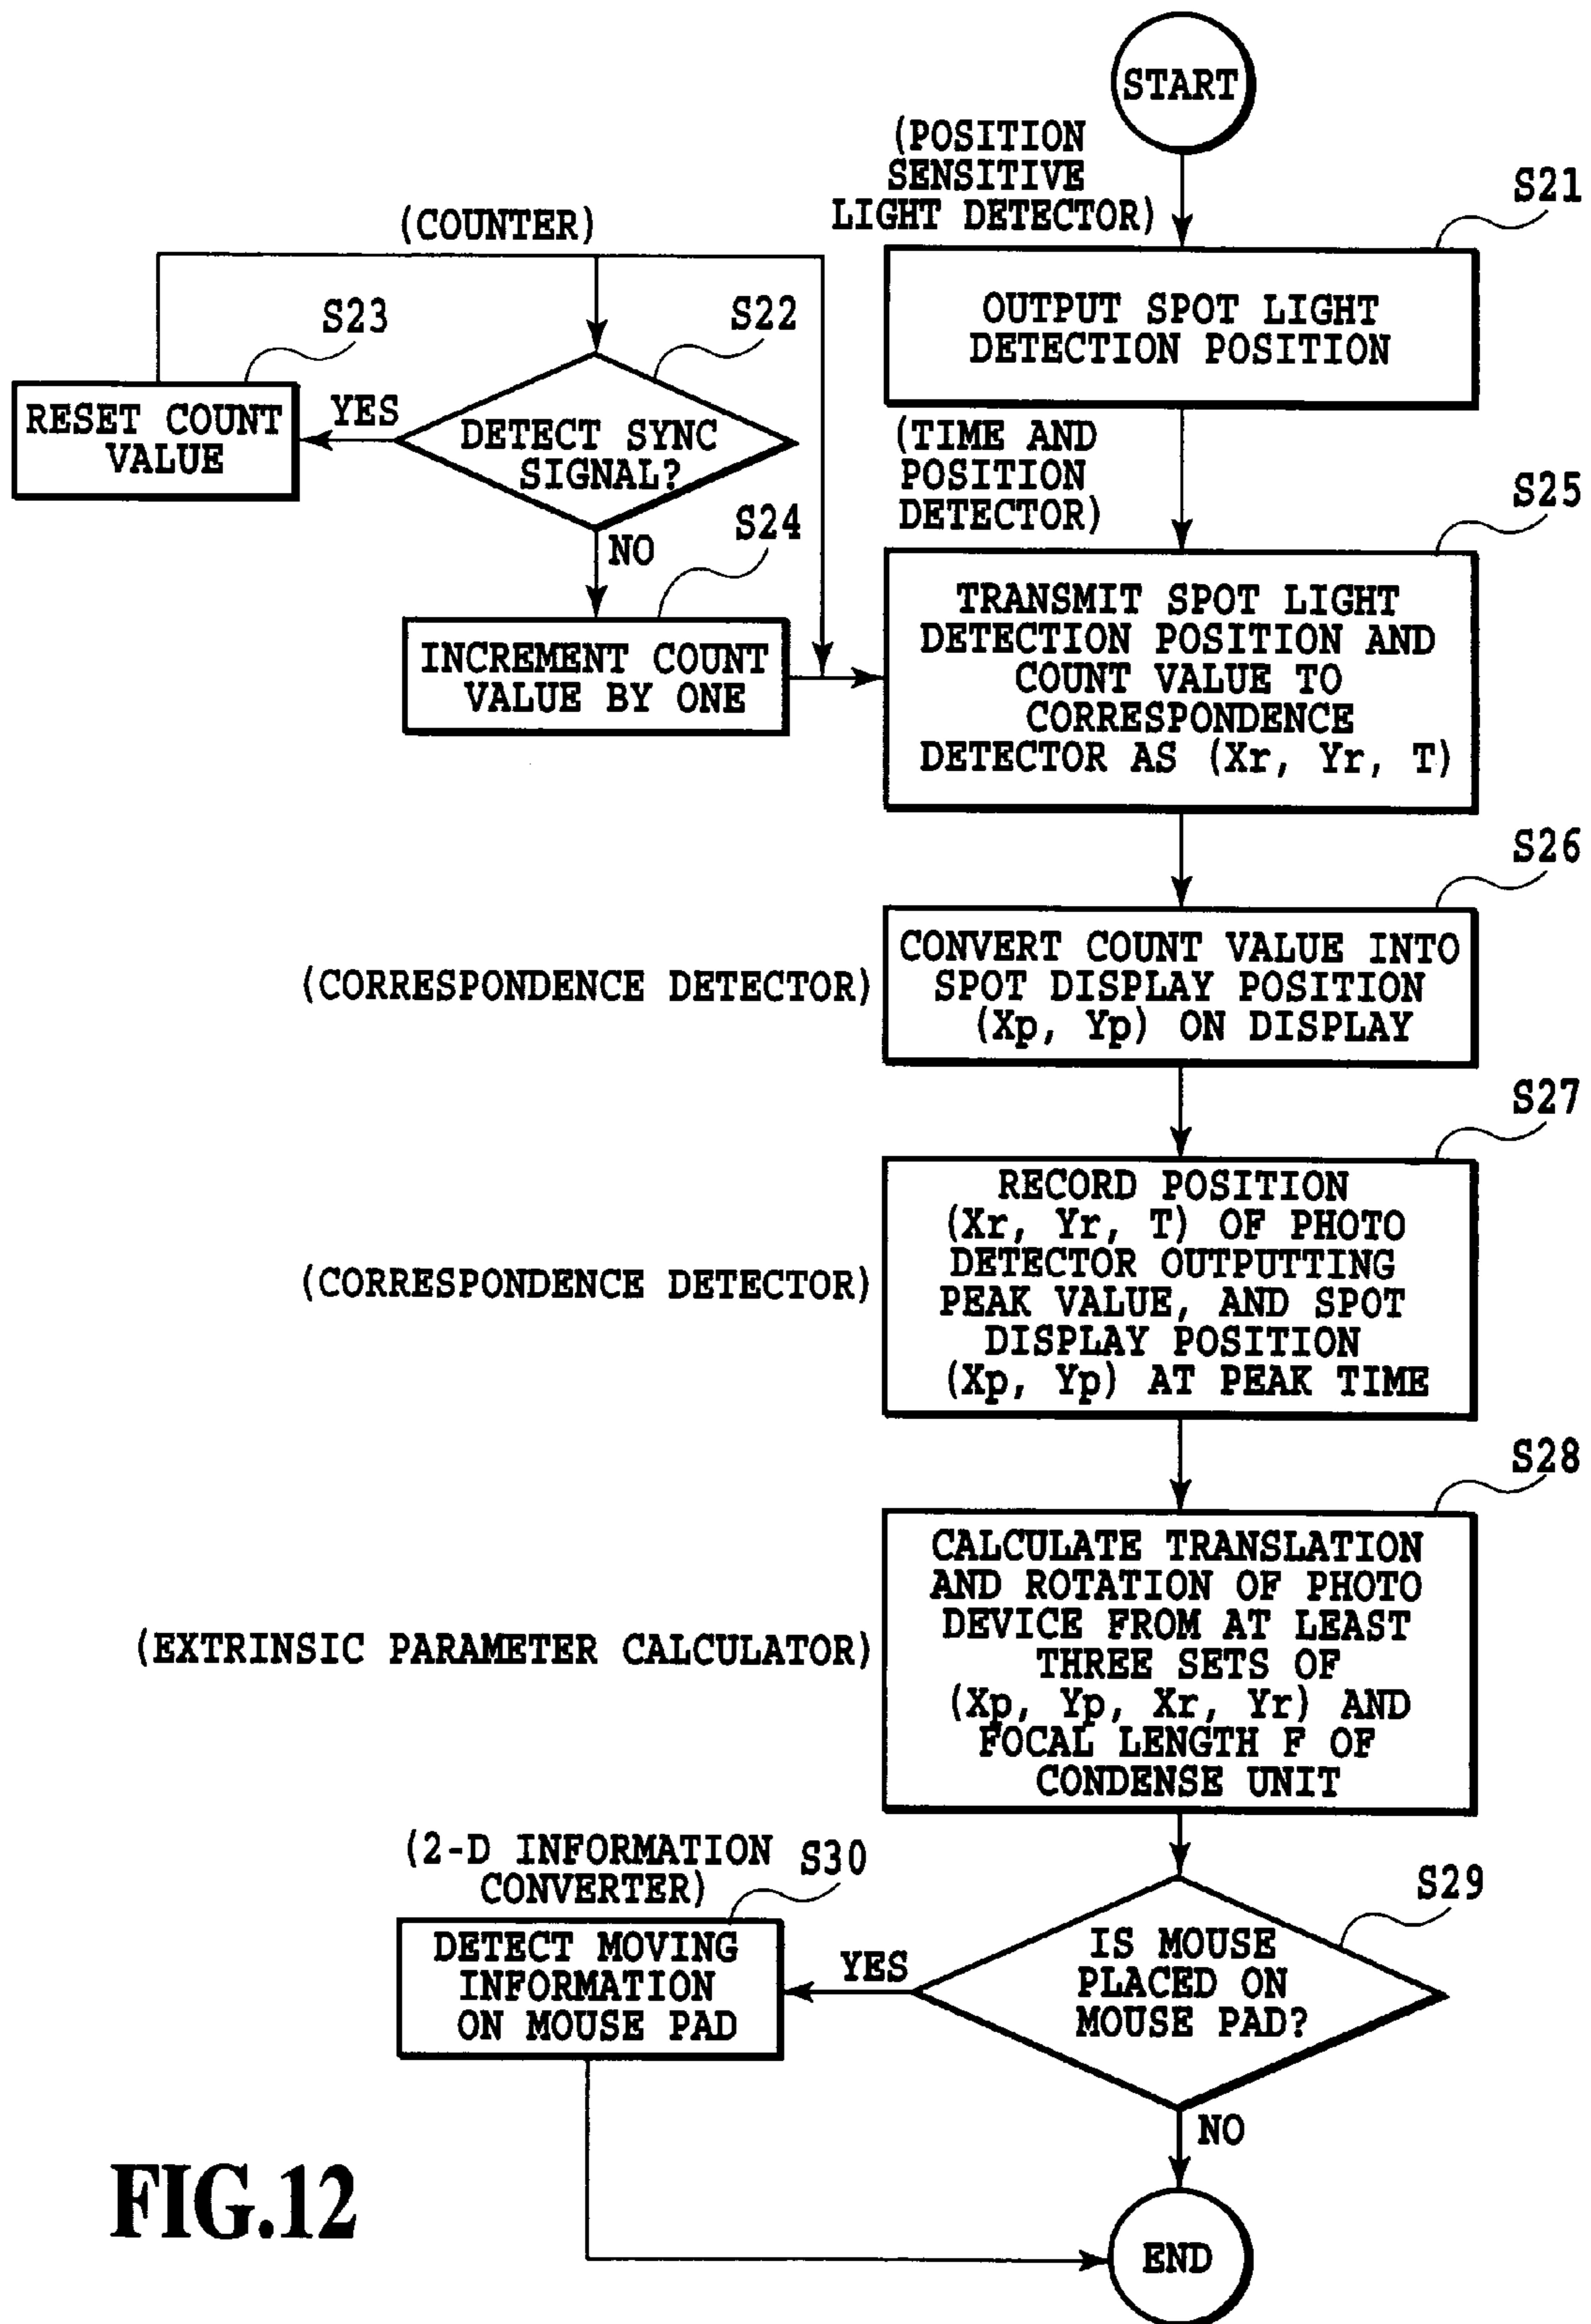 START
(POSITION
SENSITIVE
LIGHT DETECTOR)
S21
OUTPUT SPOT LIGHT
DETECTION POSITION
(COUNTER)
S22
DETECT SYNC
SIGNAL?
YES
S23
RESET COUNT
VALUE
NO
S24
INCREMENT COUNT
VALUE BY ONE
(TIME AND
POSITION
DETECTOR)
S25
TRANSMIT SPOT LIGHT
DETECTION POSITION AND
COUNT VALUE TO
CORRESPONDENCE
DETECTOR AS (Xr, Yr, T)
S26
(CORRESPONDENCE DETECTOR)
CONVERT COUNT VALUE INTO
SPOT DISPLAY POSITION
(Xp, Yp) ON DISPLAY
S27
(CORRESPONDENCE DETECTOR)
RECORD POSITION
(Xr, Yr, T) OF PHOTO
DETECTOR OUTPUTTING
PEAK VALUE, AND SPOT
DISPLAY POSITION
(Xp, Yp) AT PEAK TIME
S28
(EXTRINSIC PARAMETER CALCULATOR)
CALCULATE TRANSLATION
AND ROTATION OF PHOTO
DEVICE FROM AT LEAST
THREE SETS OF
(Xp, Yp, Xr, Yr) AND
FOCAL LENGTH F OF
CONDENSE UNIT
S29
IS MOUSE
PLACED ON
MOUSE PAD?
YES
(2-D INFORMATION
CONVERTER)
S30
DETECT MOVING
INFORMATION
ON MOUSE PAD
NO
END
FIG.12